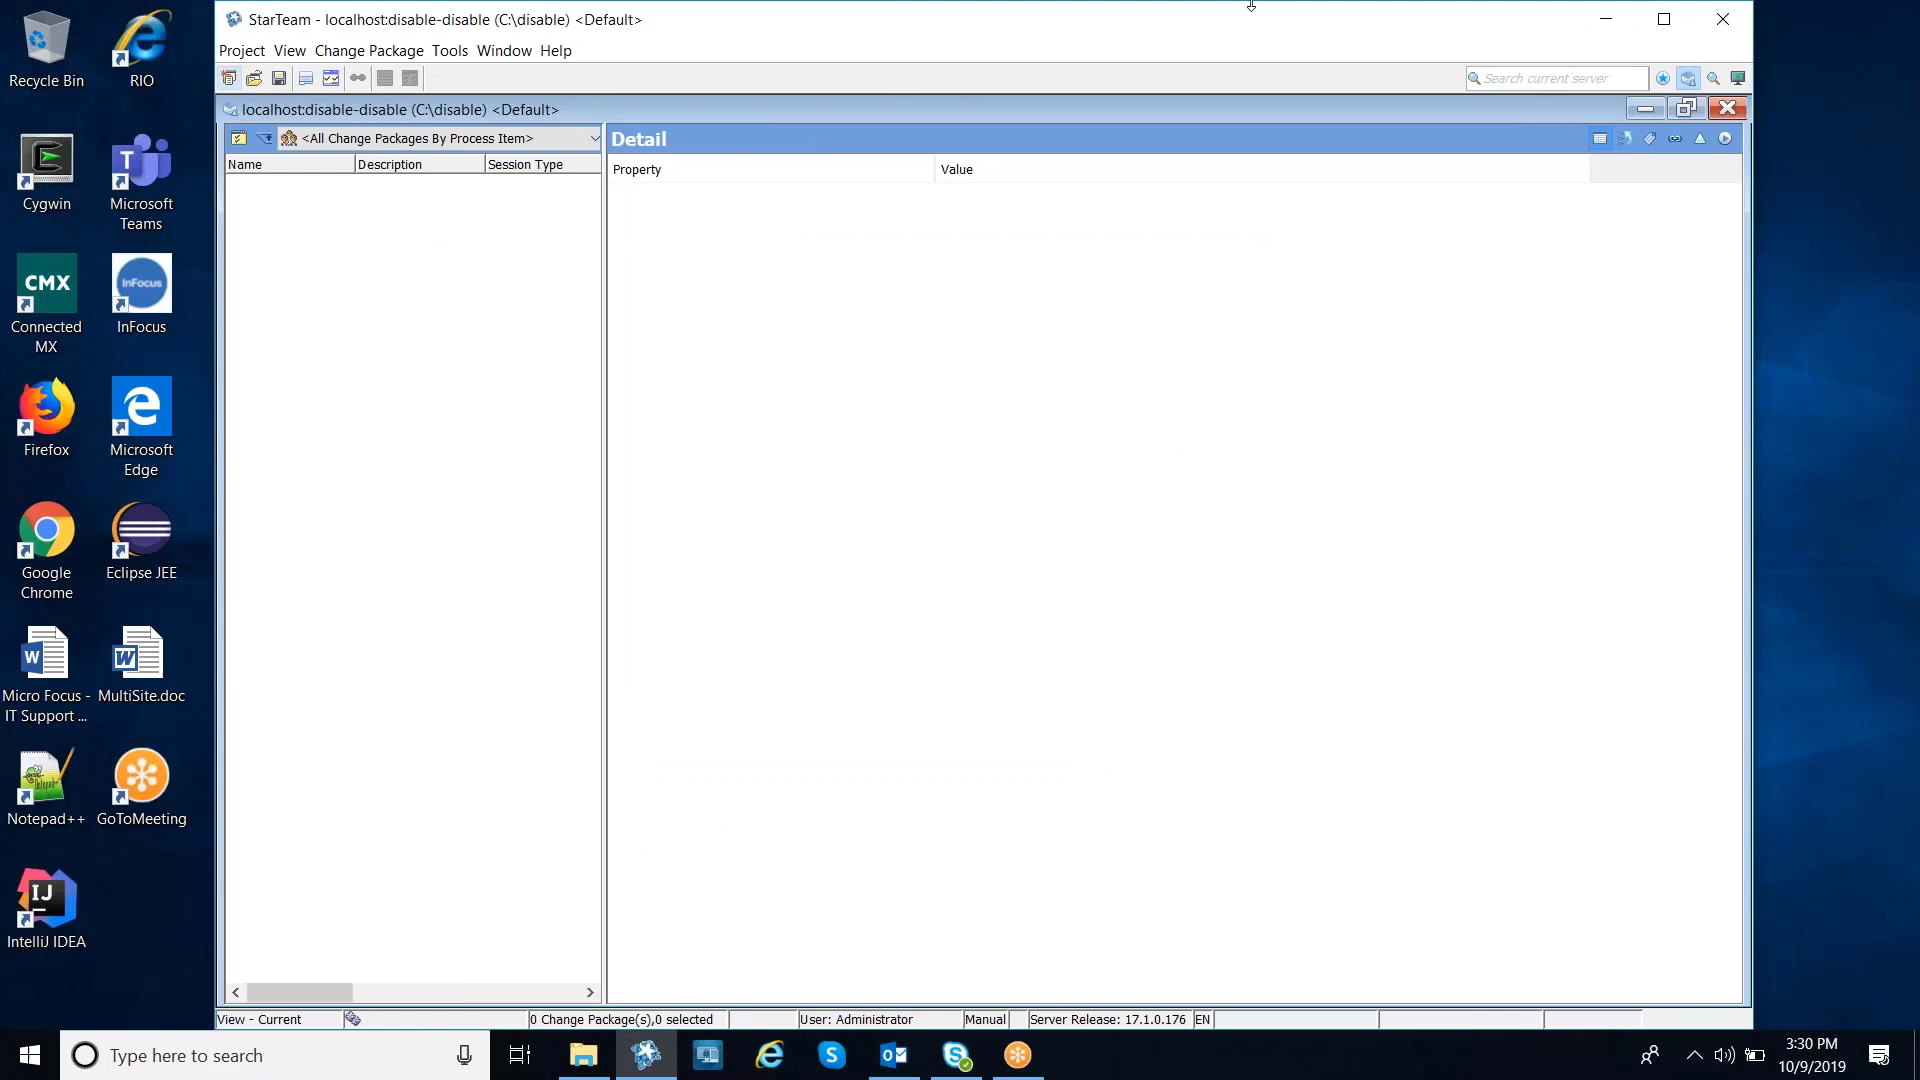 StarTeam - localhost:disable-disable (C:\disable) <Default>
Project View Change Package Tools Window Help
Search current server
localhost:disable-disable (C:\disable) <Default>
<All Change Packages By Process Item>
Name Description Session Type
Detail
Property Value
Recycle Bin
RIO
Cygwin
Microsoft
Teams
CMX
Connected
MX
InFocus
InFocus
Firefox
Microsoft
Edge
Google
Chrome
Eclipse JEE
Micro Focus -
IT Support ...
MultiSite.doc
Notepad++
GoToMeeting
IJ
IntelliJ IDEA
View - Current
0 Change Package(s),0 selected
User: Administrator
Manual
Server Release: 17.1.0.176
EN
Type here to search
3:30 PM
10/9/2019